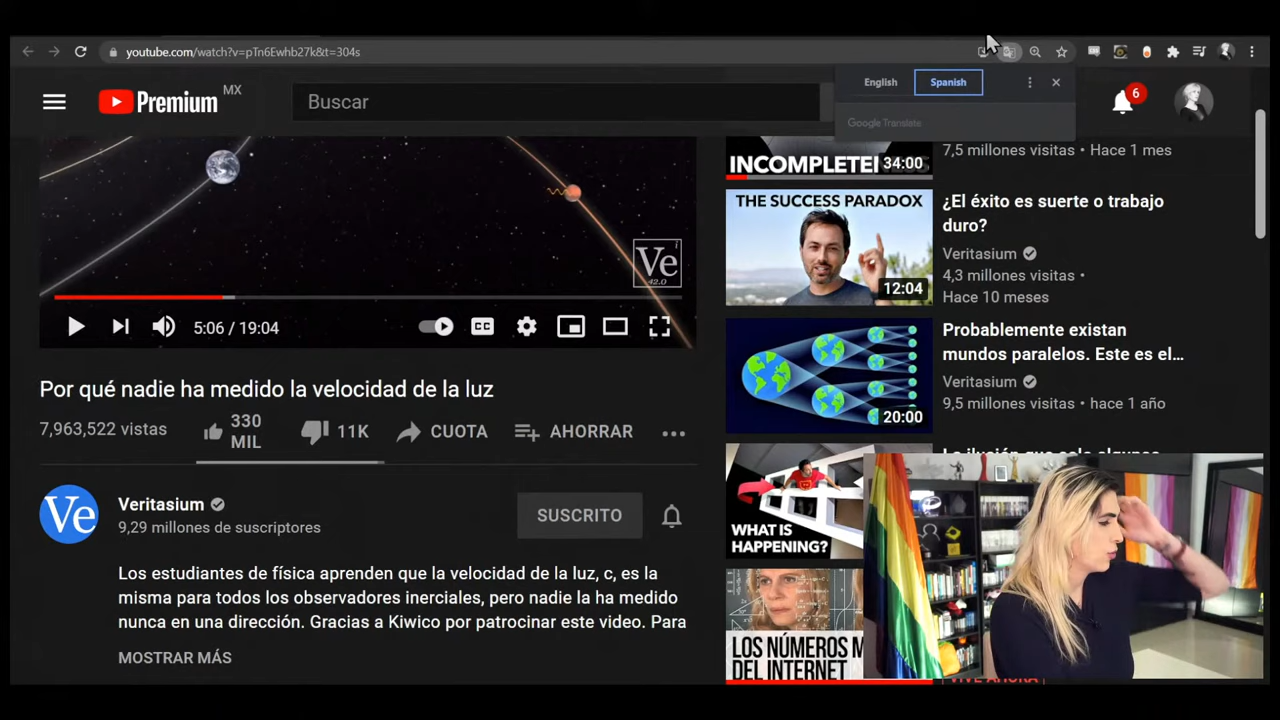 youtube.com/watch?v=pTn6Ewhb27k&t=304s
English
Spanish
Google Translate
Premium MX
Buscar
6
INCOMPLETE
34:00
7,5 millones visitas • Hace 1 mes
THE SUCCESS PARADOX
12:04
¿El éxito es suerte o trabajo
duro?
Veritasium
4,3 millones visitas •
Hace 10 meses
Ve
i
42.0
5:06 / 19:04
CC
20:00
Probablemente existan
mundos paralelos. Este es el...
Veritasium
9,5 millones visitas • hace 1 año
Por qué nadie ha medido la velocidad de la luz
7,963,522 vistas
330
MIL
11K
CUOTA
AHORRAR
WHAT IS
HAPPENING?
Ve
Veritasium
9,29 millones de suscriptores
SUSCRITO
Los estudiantes de física aprenden que la velocidad de la luz, c, es la
misma para todos los observadores inerciales, pero nadie la ha medido
nunca en una dirección. Gracias a Kiwico por patrocinar este video. Para
MOSTRAR MÁS
LOS NÚMEROS
DEL INTERNET